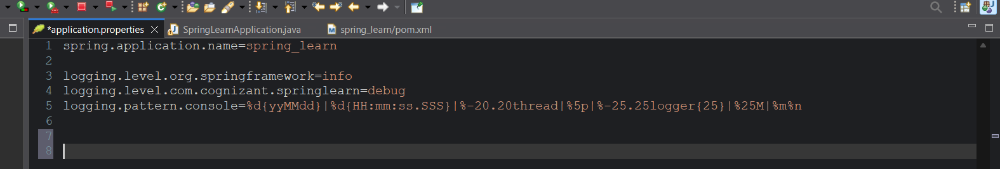 *application.properties
SpringLearnApplication.java
spring_learn/pom.xml
1 spring.application.name=spring_learn
2
3 logging.level.org.springframework=info
4 logging.level.com.cognizant.springlearn=debug
5 logging.pattern.console=%d{yyMMdd}|%d{HH:mm:ss.SSS}|%-20.20thread|%5p|%-25.25logger{25}|%25M|%m%n
6
7
8